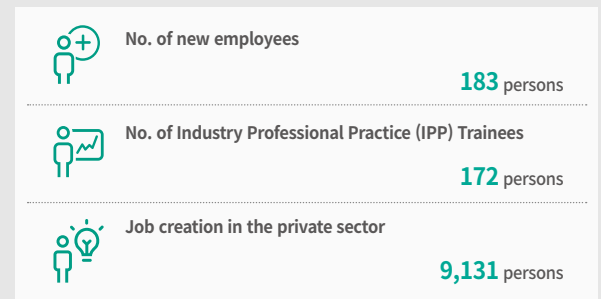 No. of new employees
183 persons
No. of Industry Professional Practice (IPP) Trainees
172 persons
Job creation in the private sector
9,131 persons